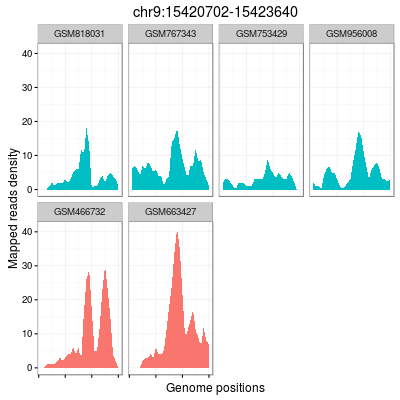 chr9:15420702-15423640
GSM818031 GSM767343 GSM753429 GSM956008
40
30
20
10
0
GSM466732 GSM663427
40
30
20
10
0
Mapped reads density
Genome positions